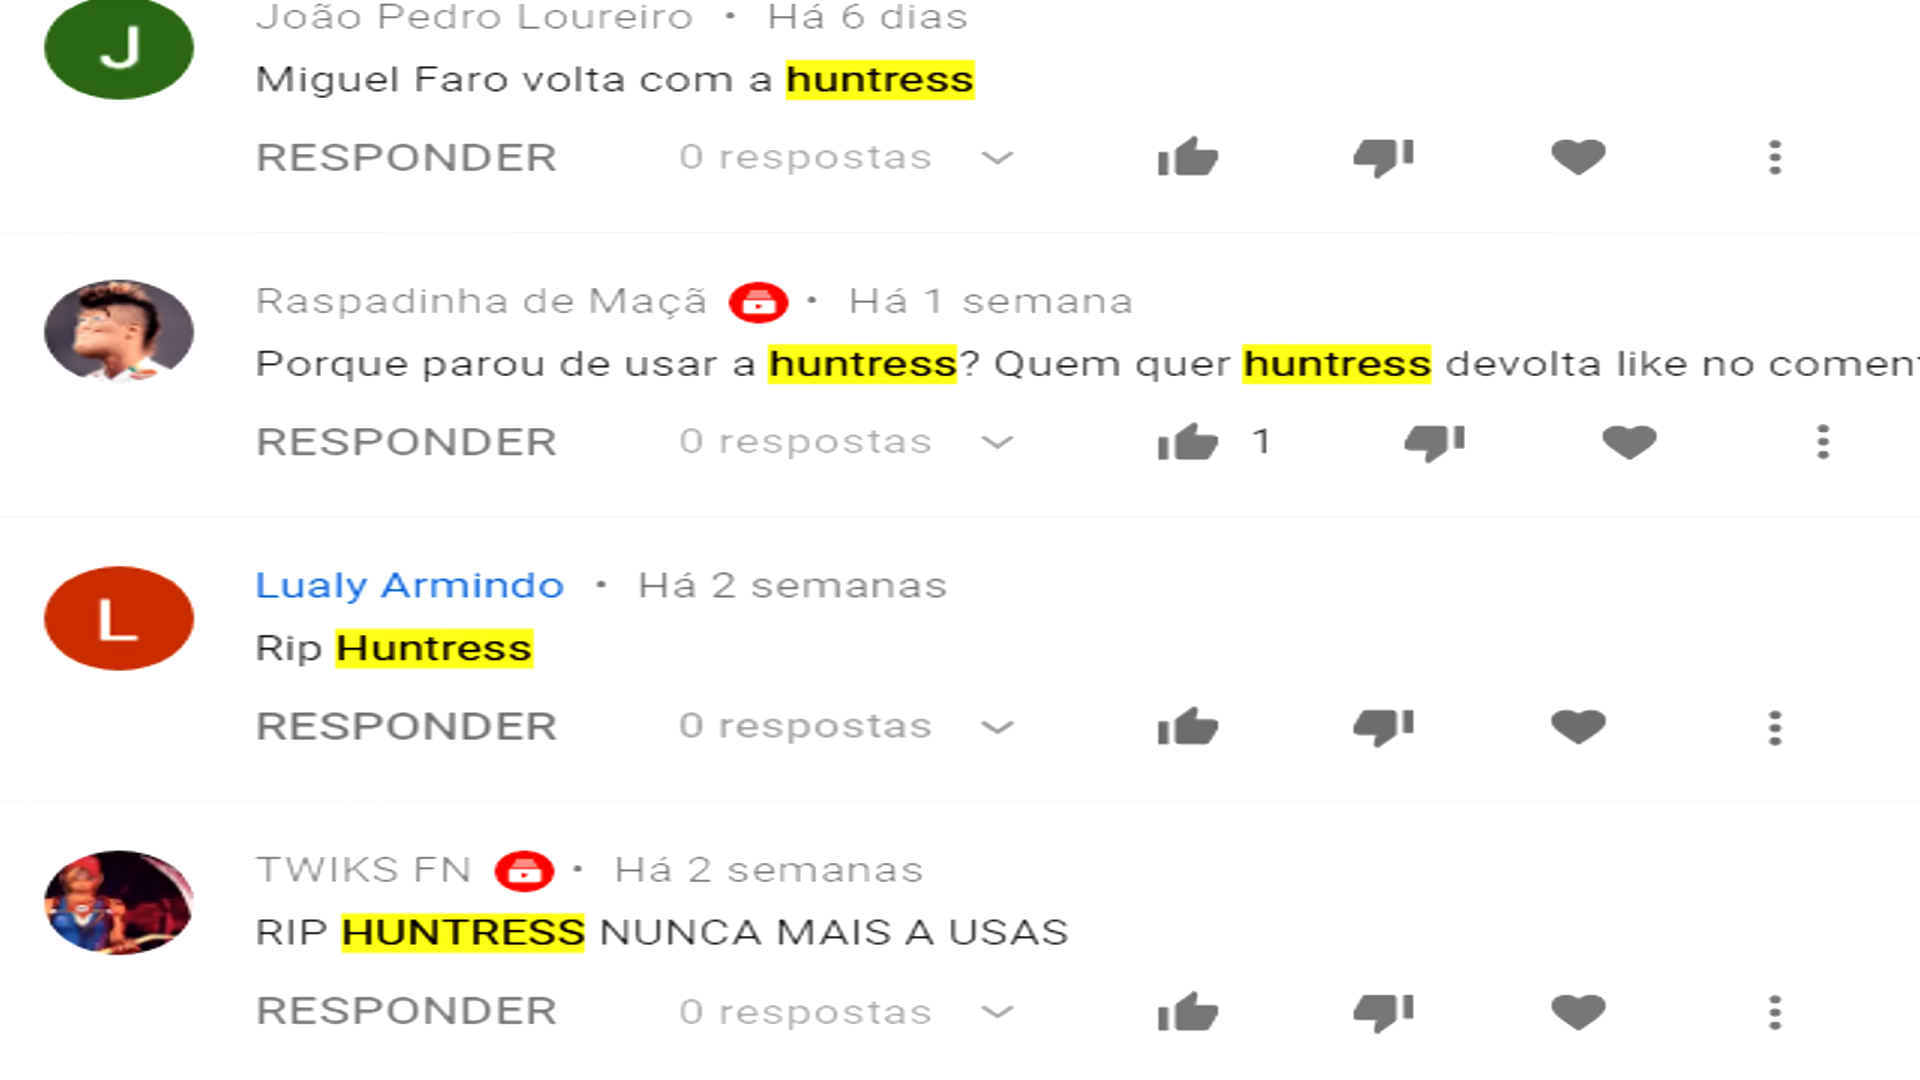 João Pedro Loureiro • Há 6 dias
J
Miguel Faro volta com a huntress
RESPONDER 0 respostas
Raspadinha de Maçã • Há 1 semana
Porque parou de usar a huntress? Quem quer huntress devolta like no coment
RESPONDER 0 respostas 1
Lualy Armindo • Há 2 semanas
L
Rip Huntress
RESPONDER 0 respostas
TWIKS FN • Há 2 semanas
RIP HUNTRESS NUNCA MAIS A USAS
RESPONDER 0 respostas